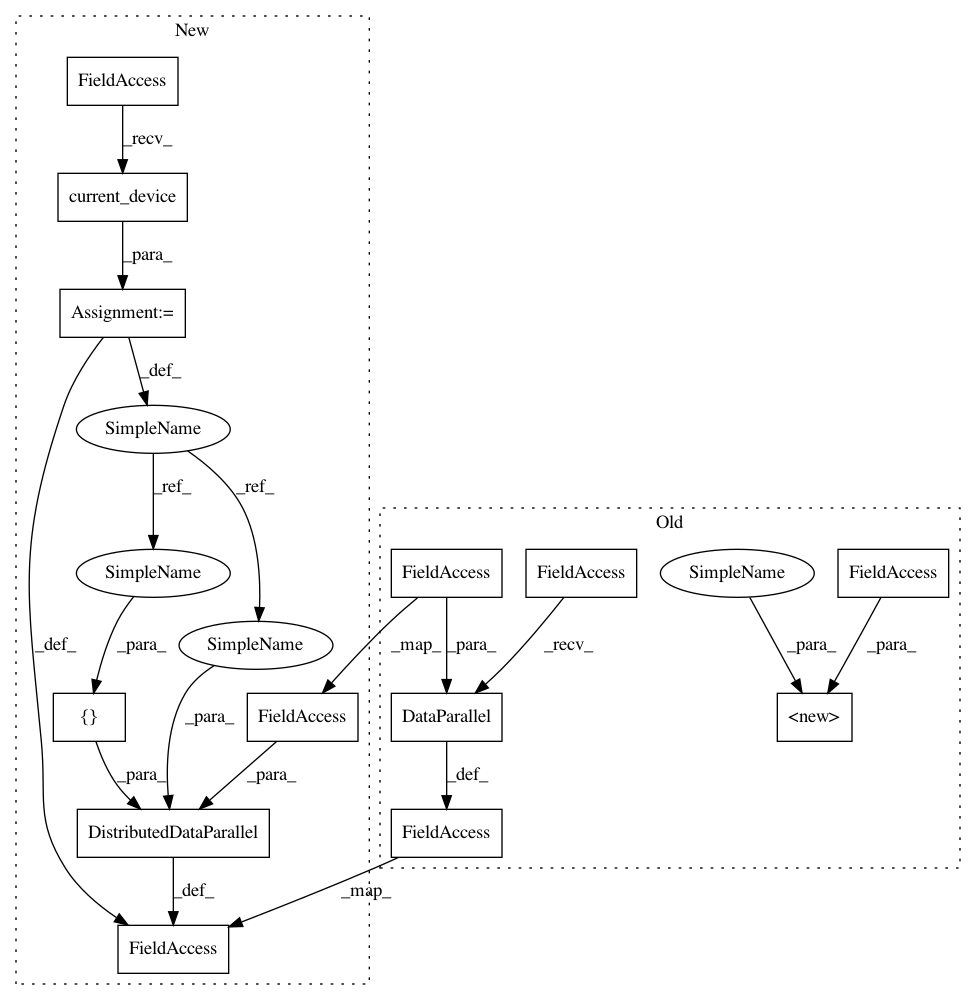 New
FieldAccess
_recv_
current_device
_para_
Assignment:=
_def_
SimpleName
_ref_
_ref_
Old
SimpleName
FieldAccess
FieldAccess
SimpleName
FieldAccess
SimpleName
_def_
_para_
_map_
_para_
_recv_
_para_
_para_
{}
_para_
FieldAccess
DataParallel
<new>
_para_
_para_
_def_
DistributedDataParallel
FieldAccess
_def_
_map_
FieldAccess